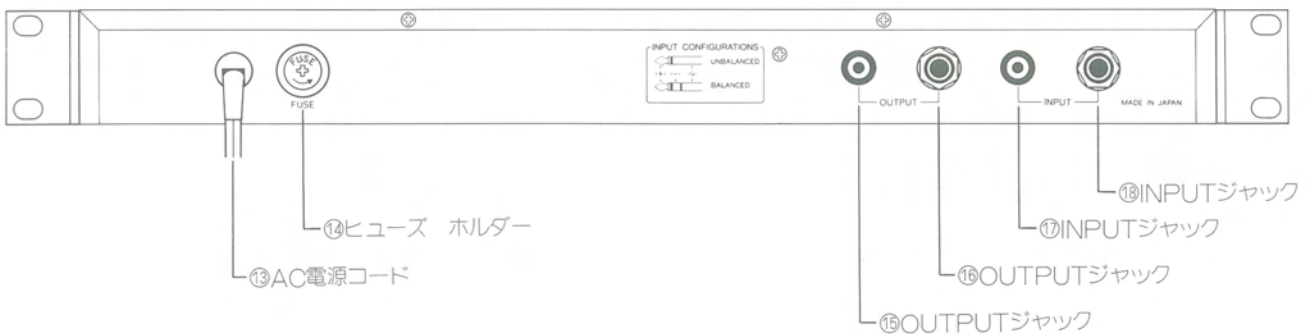 FUSE
FUSE
INPUT CONFIGURATIONS
UNBALANCED
BALANCED
OUTPUT
INPUT
MADE IN JAPAN
⑱INPUTジャック
⑭ヒューズ ホルダー
⑰INPUTジャック
⑬AC電源コード
⑯OUTPUTジャック
⑮OUTPUTジャック